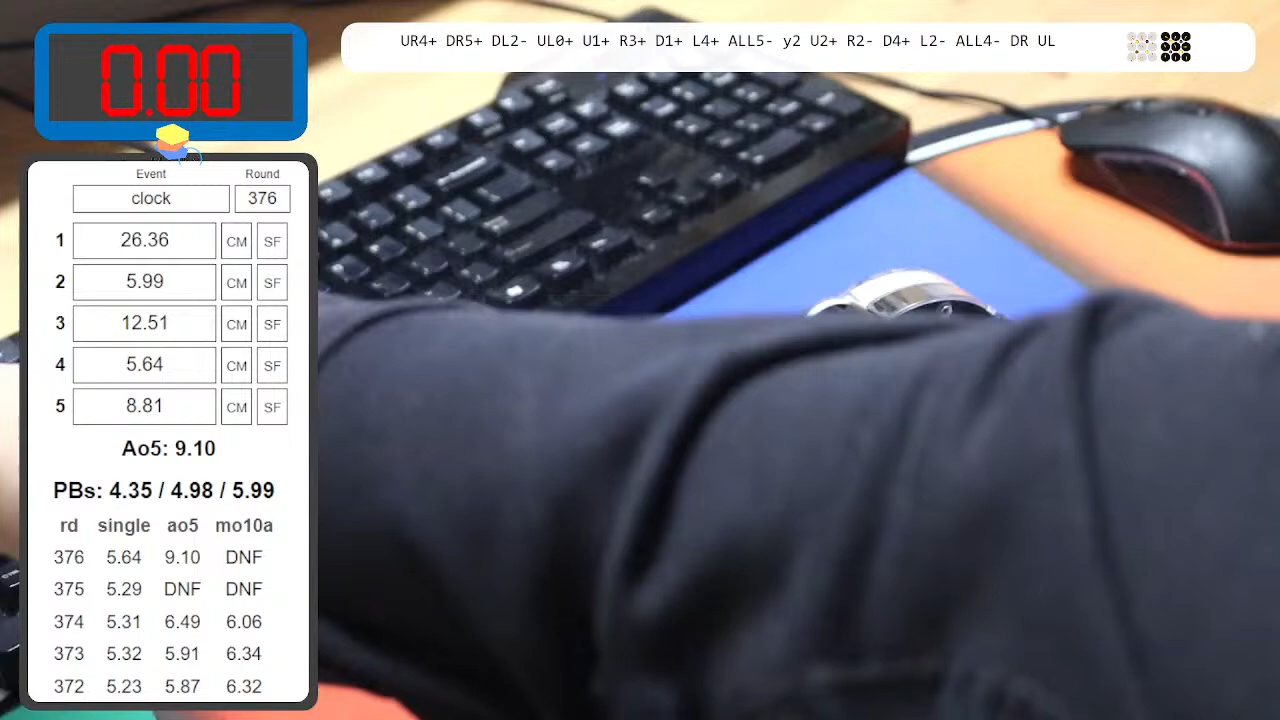 0.00
UR4+ DR5+ DL2- UL0+ U1+ R3+ D1+ L4+ ALL5- y2 U2+ R2- D4+ L2- ALL4- DR UL
Event Round
clock 376
1 26.36 CM SF
2 5.99 CM SF
3 12.51 CM SF
4 5.64 CM SF
5 8.81 CM SF
Ao5: 9.10
PBs: 4.35 / 4.98 / 5.99
rd single ao5 mo10a
376 5.64 9.10 DNF
375 5.29 DNF DNF
374 5.31 6.49 6.06
373 5.32 5.91 6.34
372 5.23 5.87 6.32